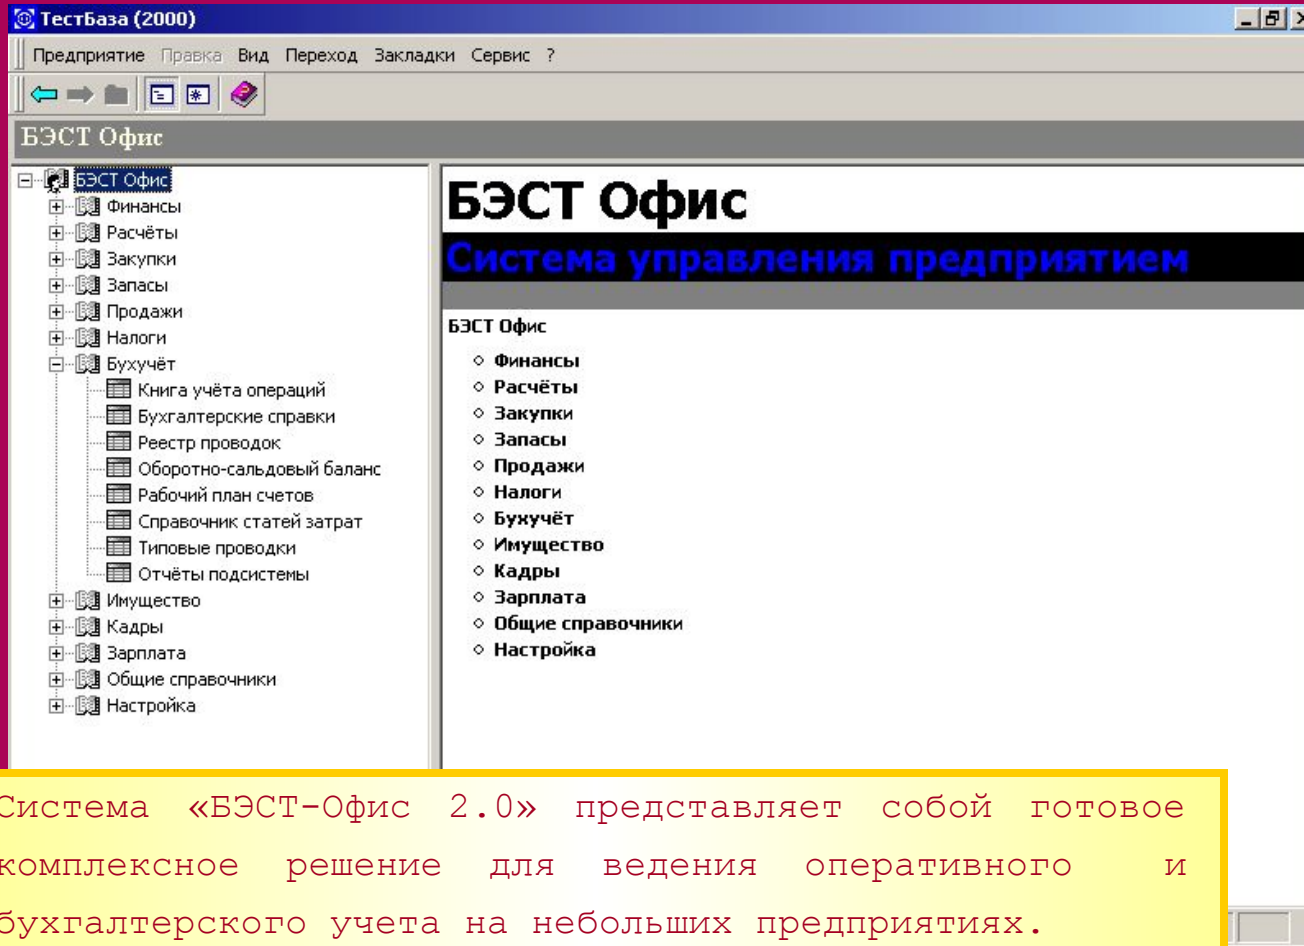 ТестБаза (2000)
Предприятие Правка Вид Переход Закладки Сервис ?
БЭСТ Офис
БЭСТ Офис
Финансы
Расчёты
Закупки
Запасы
Продажи
Налоги
Бухучёт
Книга учёта операций
Бухгалтерские справки
Реестр проводок
Оборотно-сальдовый баланс
Рабочий план счетов
Справочник статей затрат
Типовые проводки
Отчёты подсистемы
Имущество
Кадры
Зарплата
Общие справочники
Настройка
БЭСТ Офис
Система управления предприятием
БЭСТ Офис
Финансы
Расчёты
Закупки
Запасы
Продажи
Налоги
Бухучёт
Имущество
Кадры
Зарплата
Общие справочники
Настройка
Система «БЭСТ-Офис 2.0» представляет собой готовое
комплексное решение для ведения оперативного и
бухгалтерского учета на небольших предприятиях.